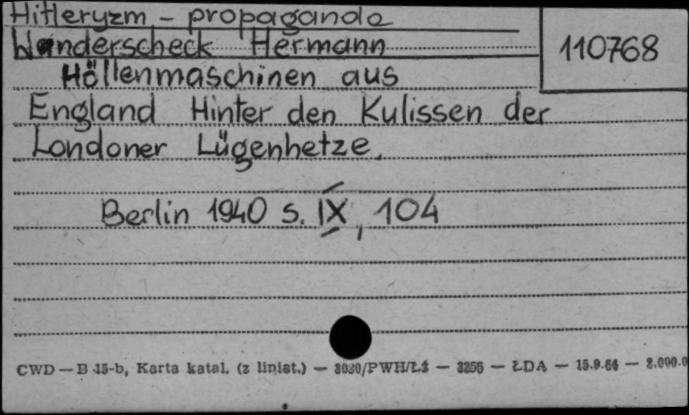 Hitleryzm - propaganda
Wanderscheck Hermann
110768
Höllenmaschinen aus
England Hinter den Kulissen der
Londoner Lügenhetze.
Berlin 1940 S. IX, 104
CWD — B 15-b, Karta katal. (z liniat.) — 3030/PWH/Łź — 3256 — ŁDA — 15.9.64 — 2.000.0